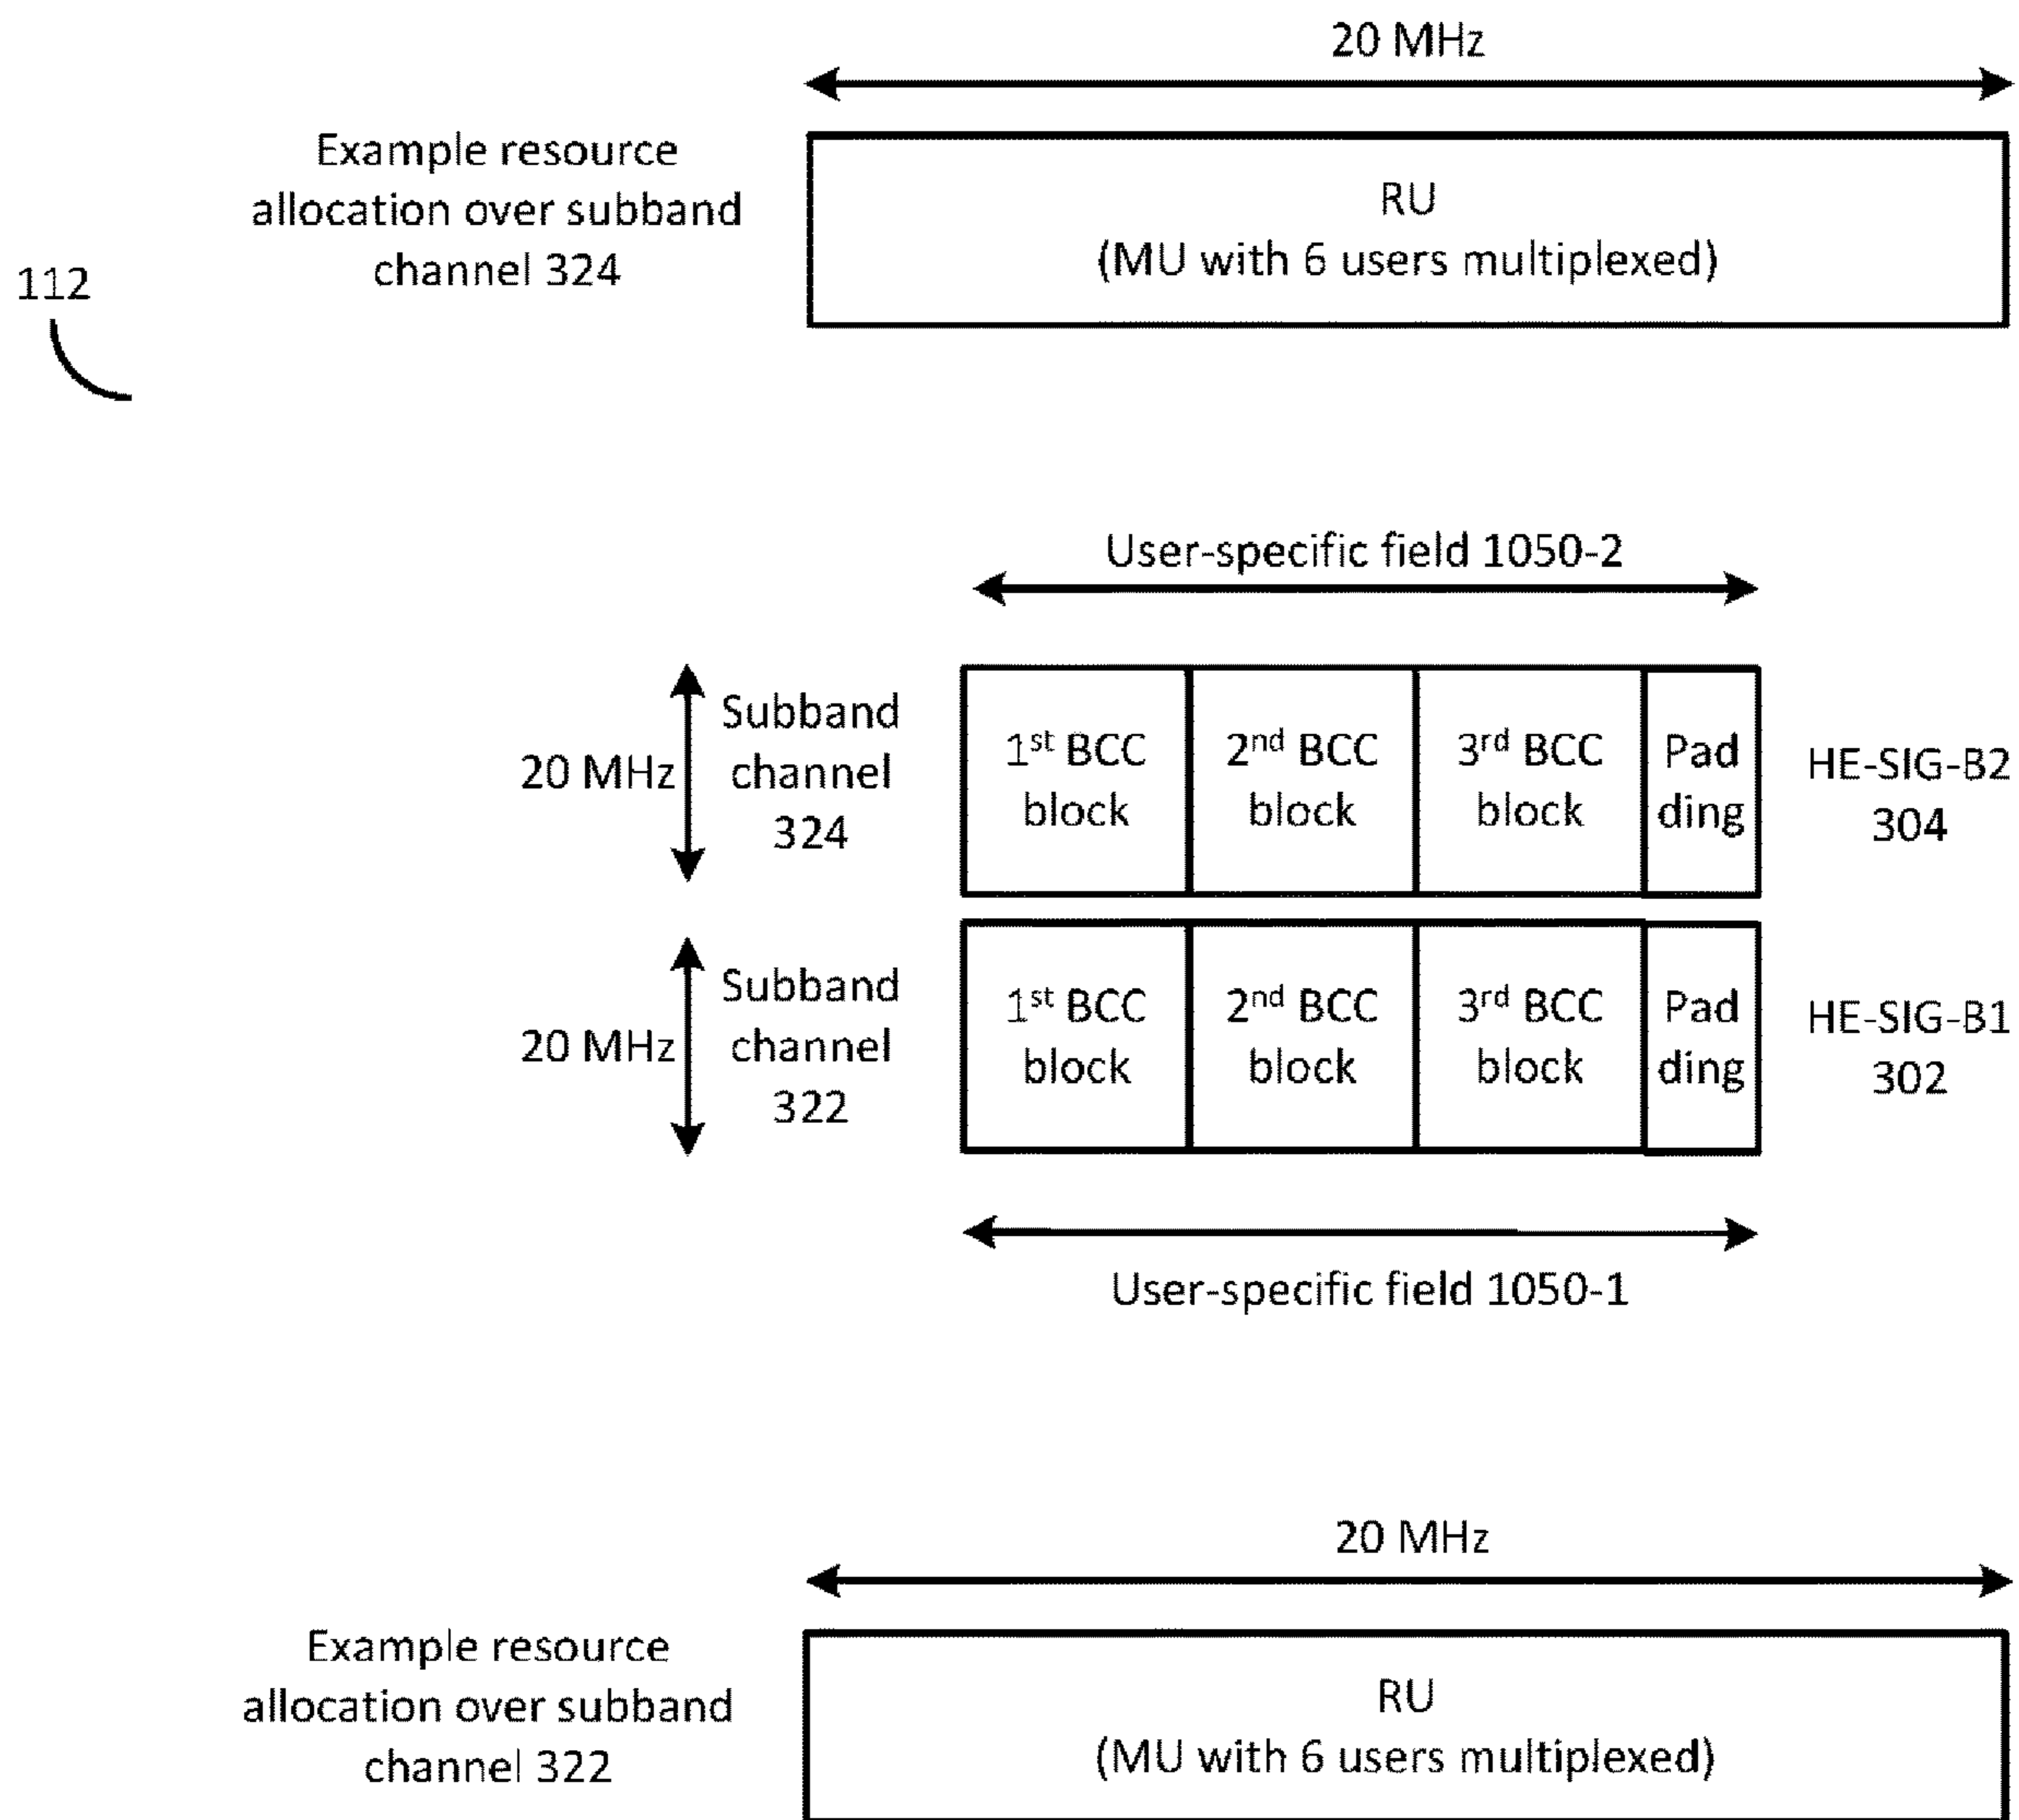 20 MHz
Example resource
allocation over subband
channel 324
RU
(MU with 6 users multiplexed)
112
User-specific field 1050-2
20 MHz
Subband
channel
324
1st BCC
block
2nd BCC
block
3rd BCC
block
Pad
ding
HE-SIG-B2
304
20 MHz
Subband
channel
322
1st BCC
block
2nd BCC
block
3rd BCC
block
Pad
ding
HE-SIG-B1
302
User-specific field 1050-1
20 MHz
Example resource
allocation over subband
channel 322
RU
(MU with 6 users multiplexed)